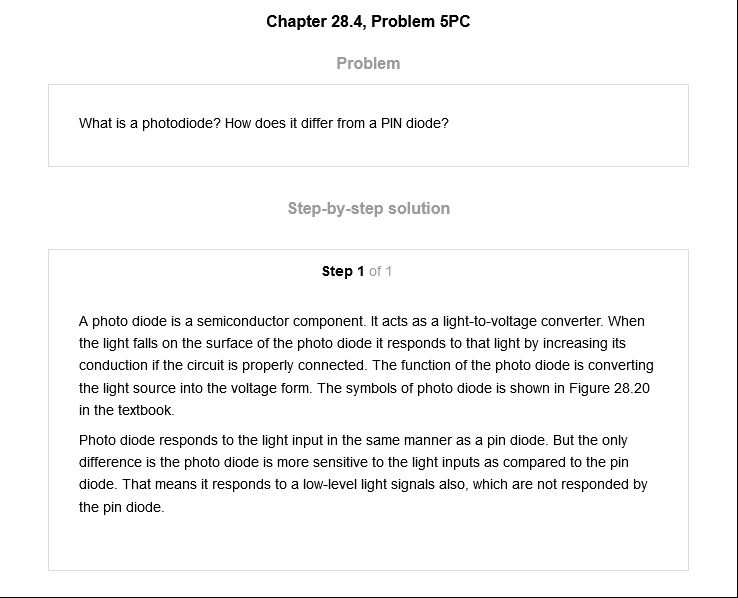 Chapter 28.4, Problem 5PC
Problem
What is a photodiode? How does it differ from a PIN diode?
Step-by-step solution
Step 1 of 1
A photo diode is a semiconductor component. It acts as a light-to-voltage converter. When
the light falls on the surface of the photo diode it responds to that light by increasing its
conduction if the circuit is properly connected. The function of the photo diode is converting
the light source into the voltage form. The symbols of photo diode is shown in Figure 28.20
in the textbook.
Photo diode responds to the light input in the same manner as a pin diode. But the only
difference is the photo diode is more sensitive to the light inputs as compared to the pin
diode. That means it responds to a low-level light signals also, which are not responded by
the pin diode.